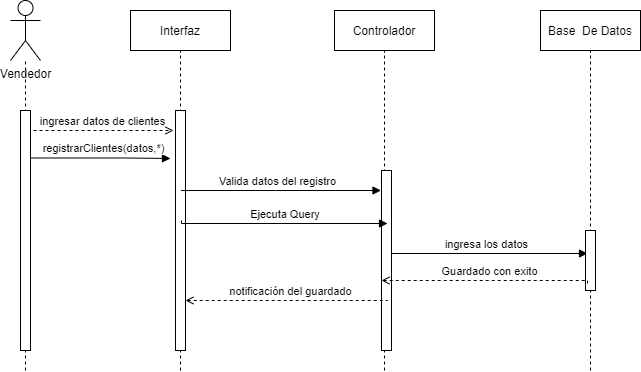 Interfaz
Controlador
Base De Datos
Vendedor
ingresar datos de clientes
registrarClientes(datos,*)
Valida datos del registro
Ejecuta Query
ingresa los datos
Guardado con exito
notificación del guardado